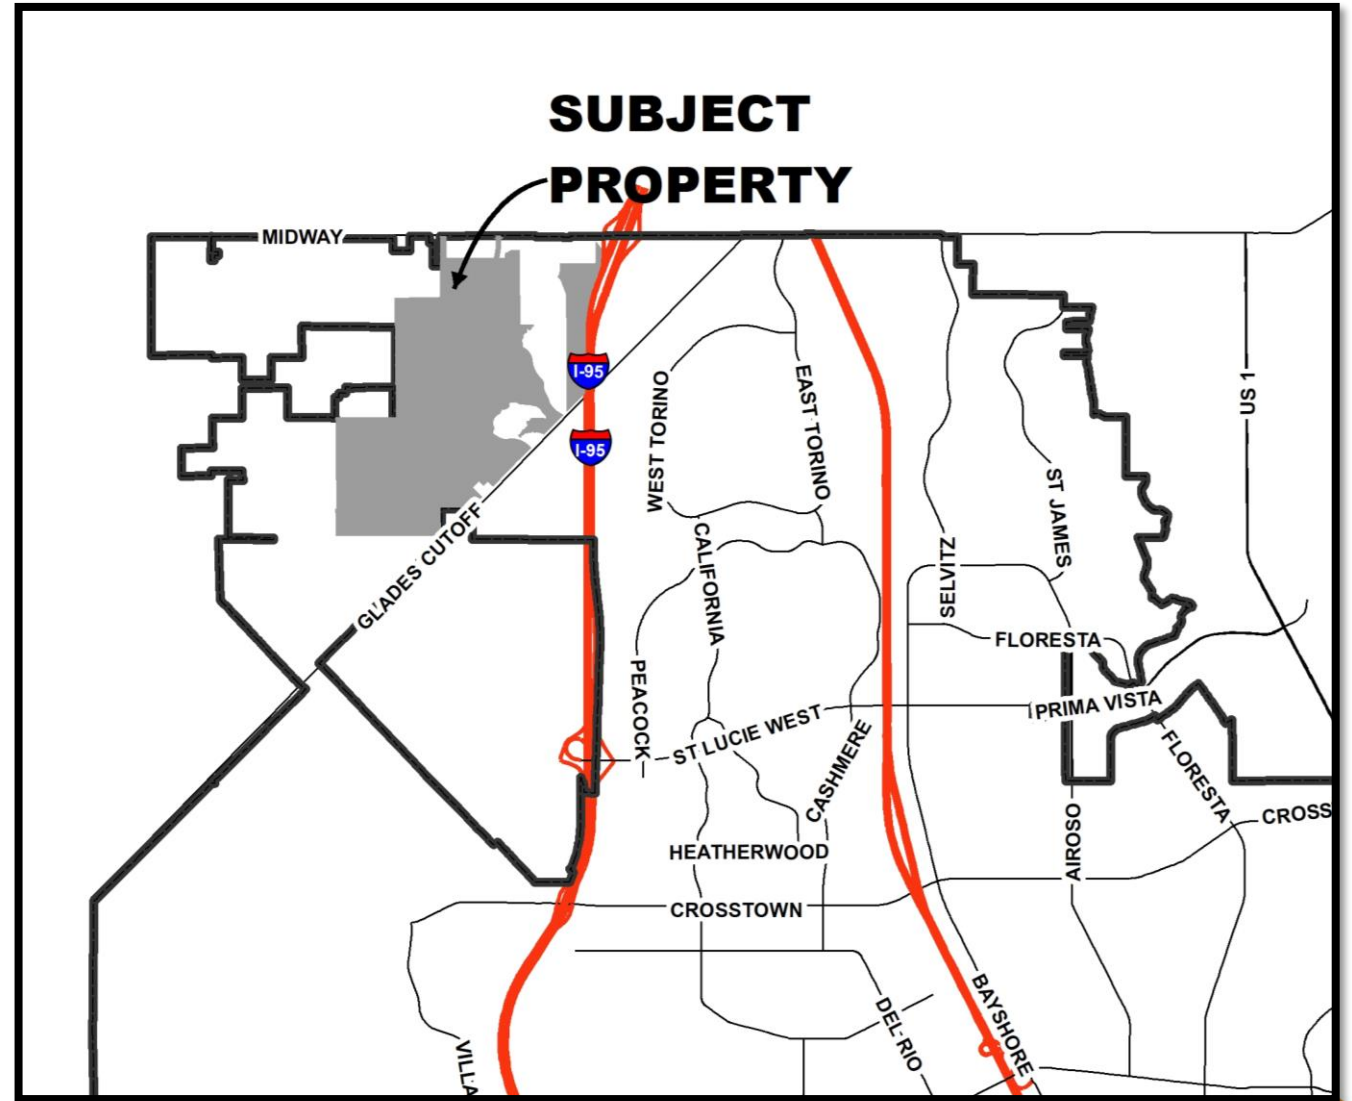 SUBJECT
PROPERTY
MIDWAY
I-95
I-95
WEST TORINO
EAST TORINO
US 1
ST JAMES
GLADES CUTOFF
CALIFORNIA
SELVITZ
FLORESTA
PEACOCK
PRIMA VISTA
ST LUCIE WEST
CASHMERE
FLORESTA
CROSS
AIROSO
HEATHERWOOD
CROSSTOWN
BAYSHORE
DEL RIO
VILLA